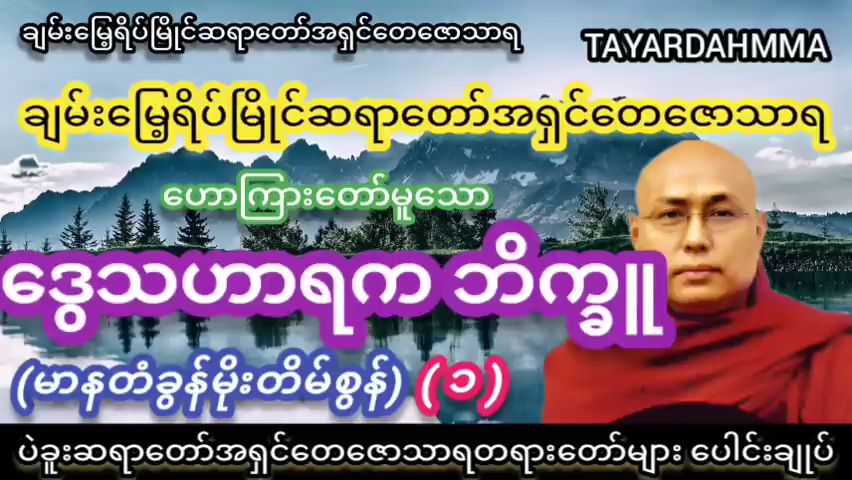 ချမ်းမြေ့ရိပ်မြိုင်ဆရာတော်အရှင်တေဇောသာရ
TAYARDAHMMA
ချမ်းမြေ့ရိပ်မြိုင်ဆရာတော်အရှင်တေဇောသာရ
ဟောကြားတော်မူသော
ဒွေသဟာရက ဘိက္ခူ
(မာနတံခွန်မိုးတိမ်စွန်) (၁)
ပဲခူးဆရာတော်အရှင်တေဇောသာရတရားတော်များ ပေါင်းချုပ်